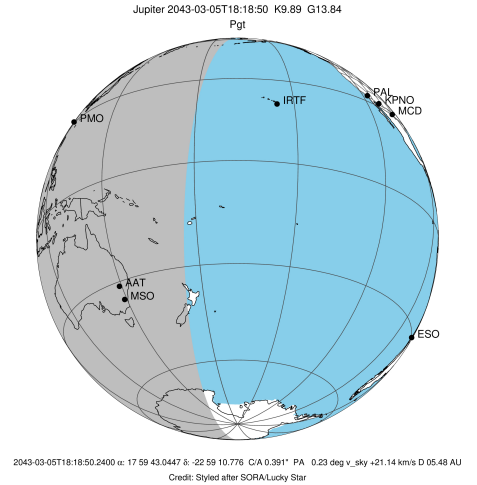 Jupiter 2043-03-05T18:18:50 K9.89 G13.84
Pgt
PAL
KPNO
MCD
IRTF
PMO
AAT
MSO
ESO
2043-03-05T18:18:50.2400 α: 17 59 43.0447 δ: -22 59 10.776 C/A 0.391" PA 0.23 deg v_sky +21.14 km/s D 05.48 AU
Credit: Styled after SORA/Lucky Star